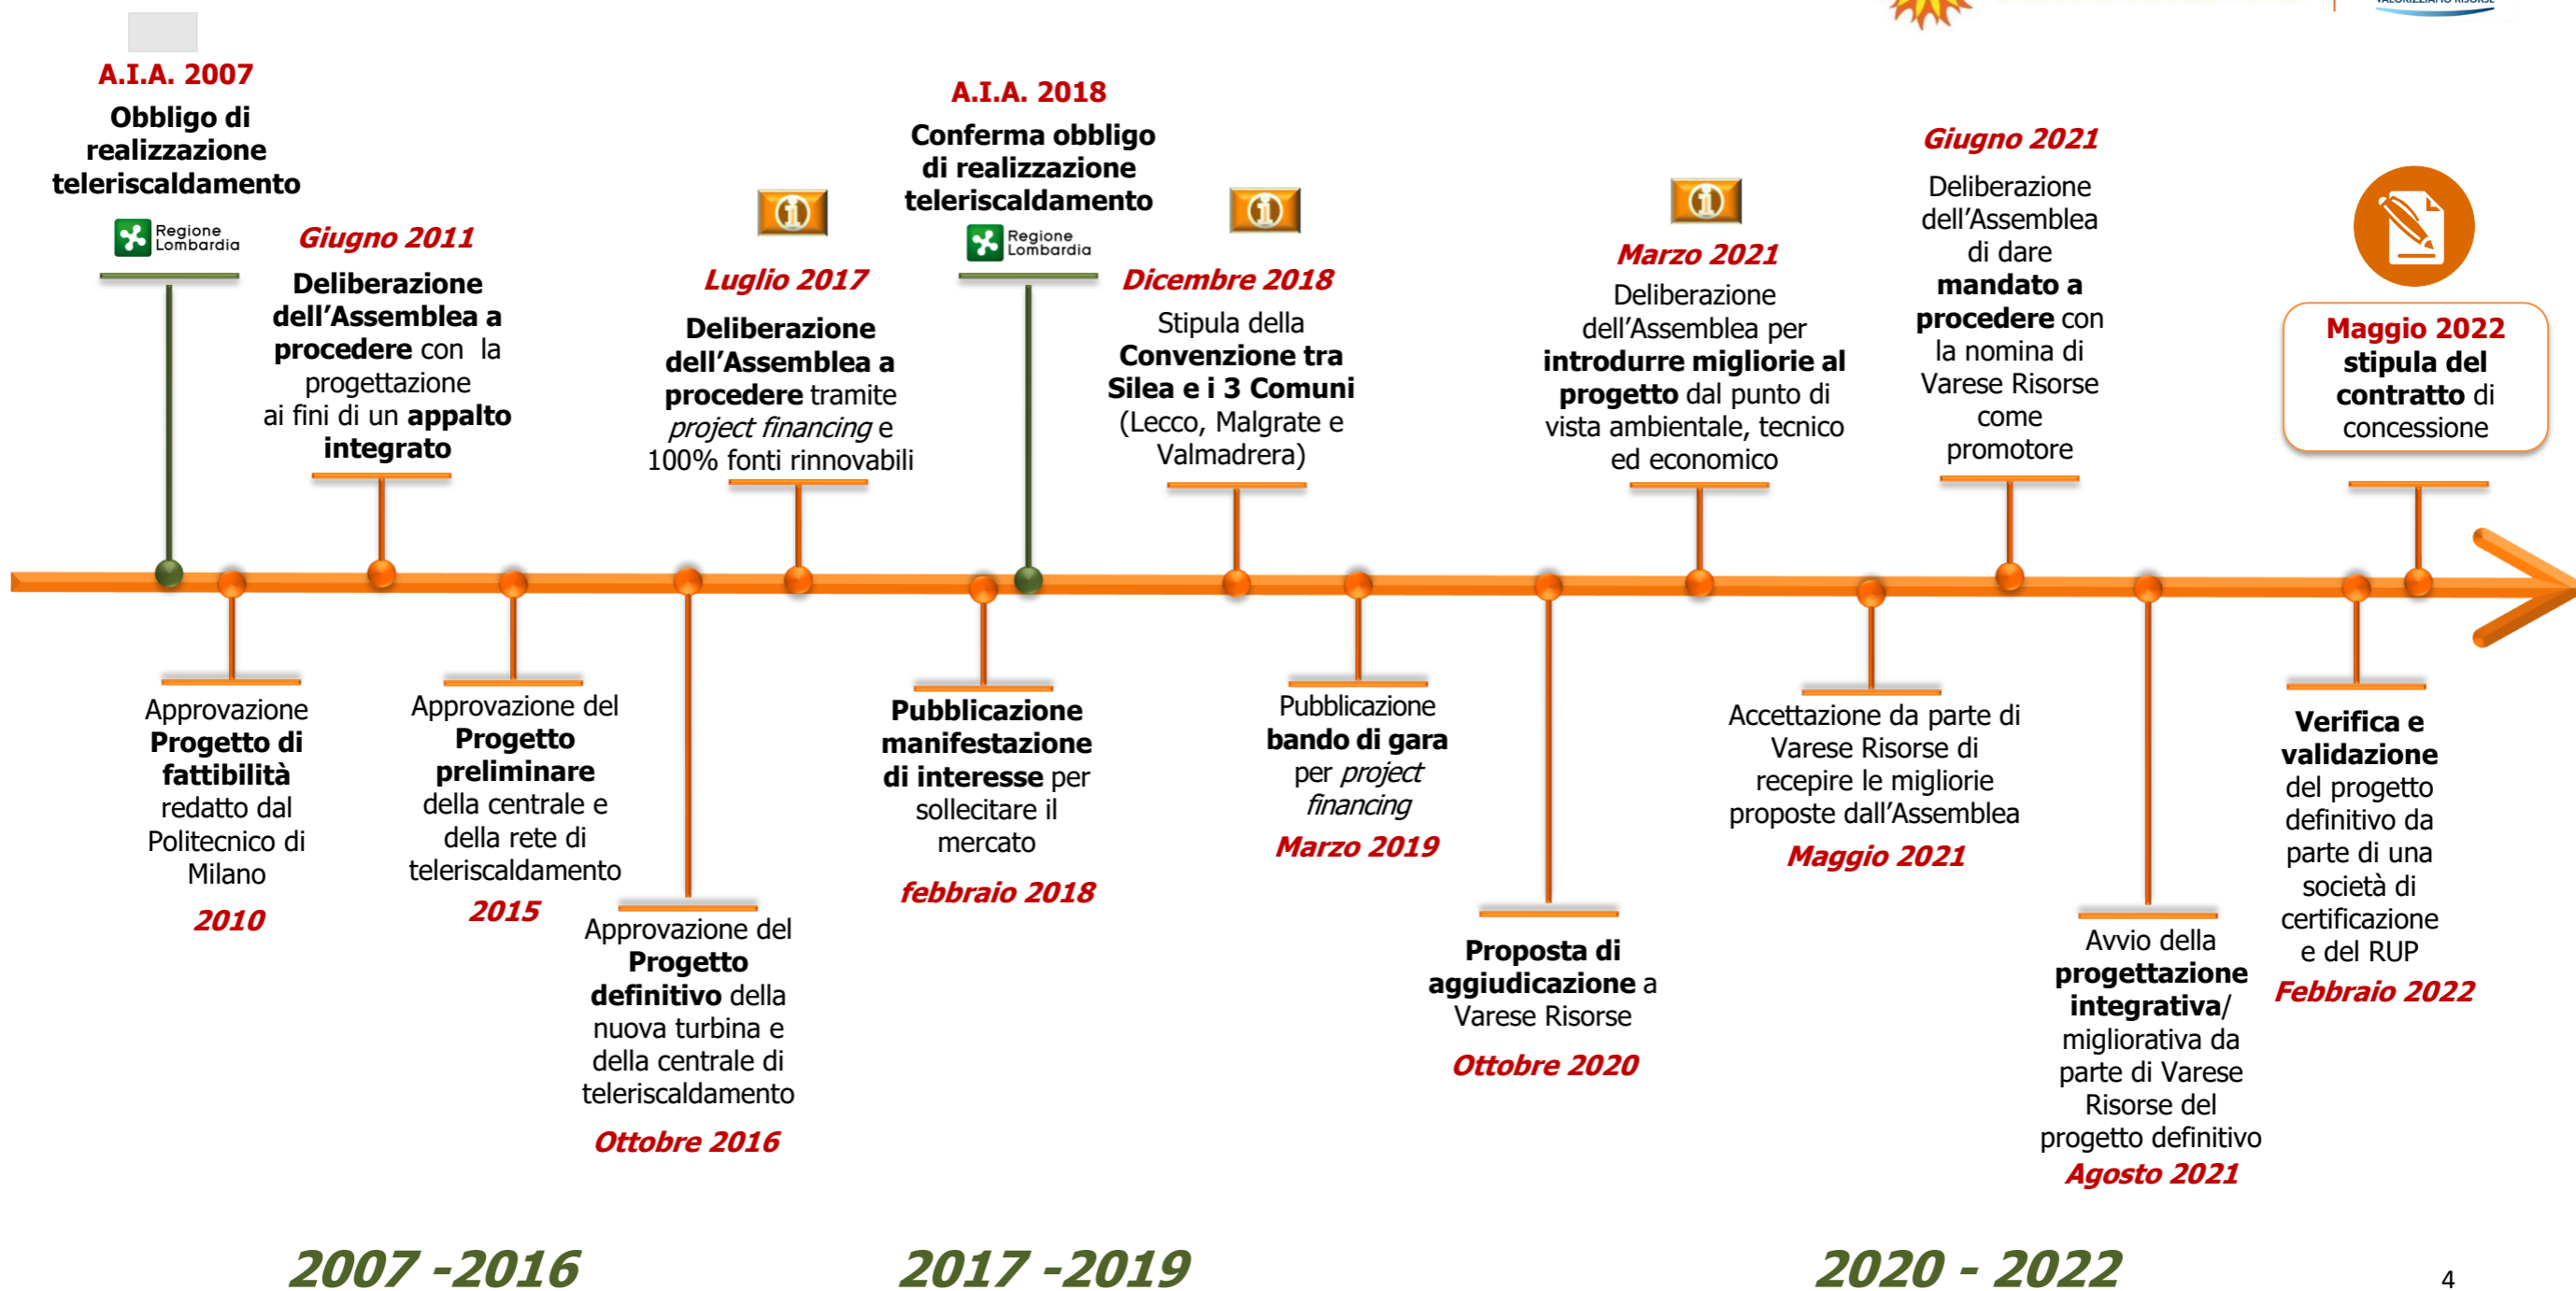 VALORIZZIAMO RISORSE
A.I.A. 2007
Obbligo di
realizzazione
teleriscaldamento
Regione
Lombardia
Giugno 2011
Deliberazione
dell'Assemblea a
procedere con la
progettazione
ai fini di un appalto
integrato
Luglio 2017
Deliberazione
dell'Assemblea a
procedere tramite
project financing e
100% fonti rinnovabili
A.I.A. 2018
Conferma obbligo
di realizzazione
teleriscaldamento
Regione
Lombardia
Dicembre 2018
Stipula della
Convenzione tra
Silea e i 3 Comuni
(Lecco, Malgrate e
Valmadrera)
Marzo 2021
Deliberazione
dell'Assemblea per
introdurre migliorie al
progetto dal punto di
vista ambientale, tecnico
ed economico
Giugno 2021
Deliberazione
dell'Assemblea
di dare
mandato a
procedere con
la nomina di
Varese Risorse
come
promotore
Maggio 2022
stipula del
contratto di
concessione
Approvazione
Progetto di
fattibilità
redatto dal
Politecnico di
Milano
2010
Approvazione del
Progetto
preliminare
della centrale e
della rete di
teleriscaldamento
2015
Approvazione del
Progetto
definitivo della
nuova turbina e
della centrale di
teleriscaldamento
Ottobre 2016
Pubblicazione
manifestazione
di interesse per
sollecitare il
mercato
febbraio 2018
Pubblicazione
bando di gara
per project
financing
Marzo 2019
Proposta di
aggiudicazione a
Varese Risorse
Ottobre 2020
Accettazione da parte di
Varese Risorse di
recepire le migliorie
proposte dall'Assemblea
Maggio 2021
Avvio della
progettazione
integrativa/
migliorativa da
parte di Varese
Risorse del
progetto definitivo
Agosto 2021
Verifica e
validazione
del progetto
definitivo da
parte di una
società di
certificazione
e del RUP
Febbraio 2022
2007 -2016
2017 -2019
2020 - 2022
4